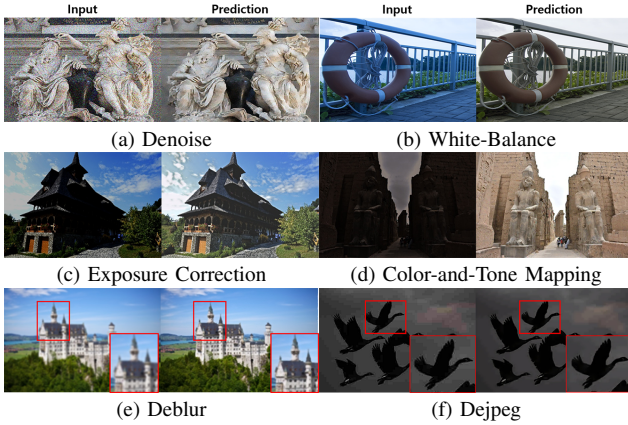 Input Prediction Input Prediction
(a) Denoise (b) White-Balance
(c) Exposure Correction (d) Color-and-Tone Mapping
(e) Deblur (f) Dejpeg